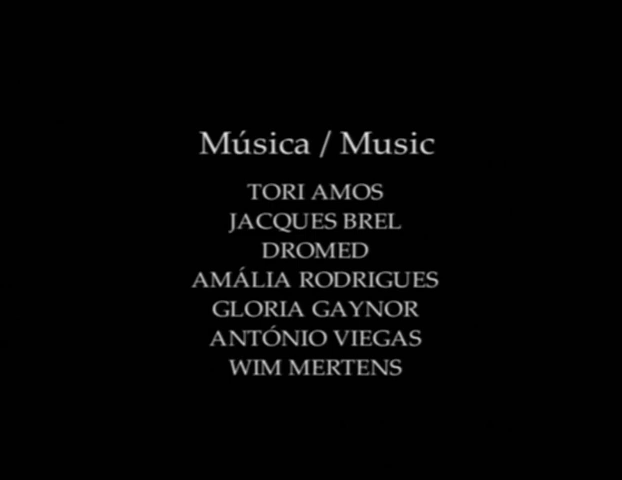 Música / Music
TORI AMOS
JACQUES BREL
DROMED
AMÁLIA RODRIGUES
GLORIA GAYNOR
ANTÓNIO VIEGAS
WIM MERTENS